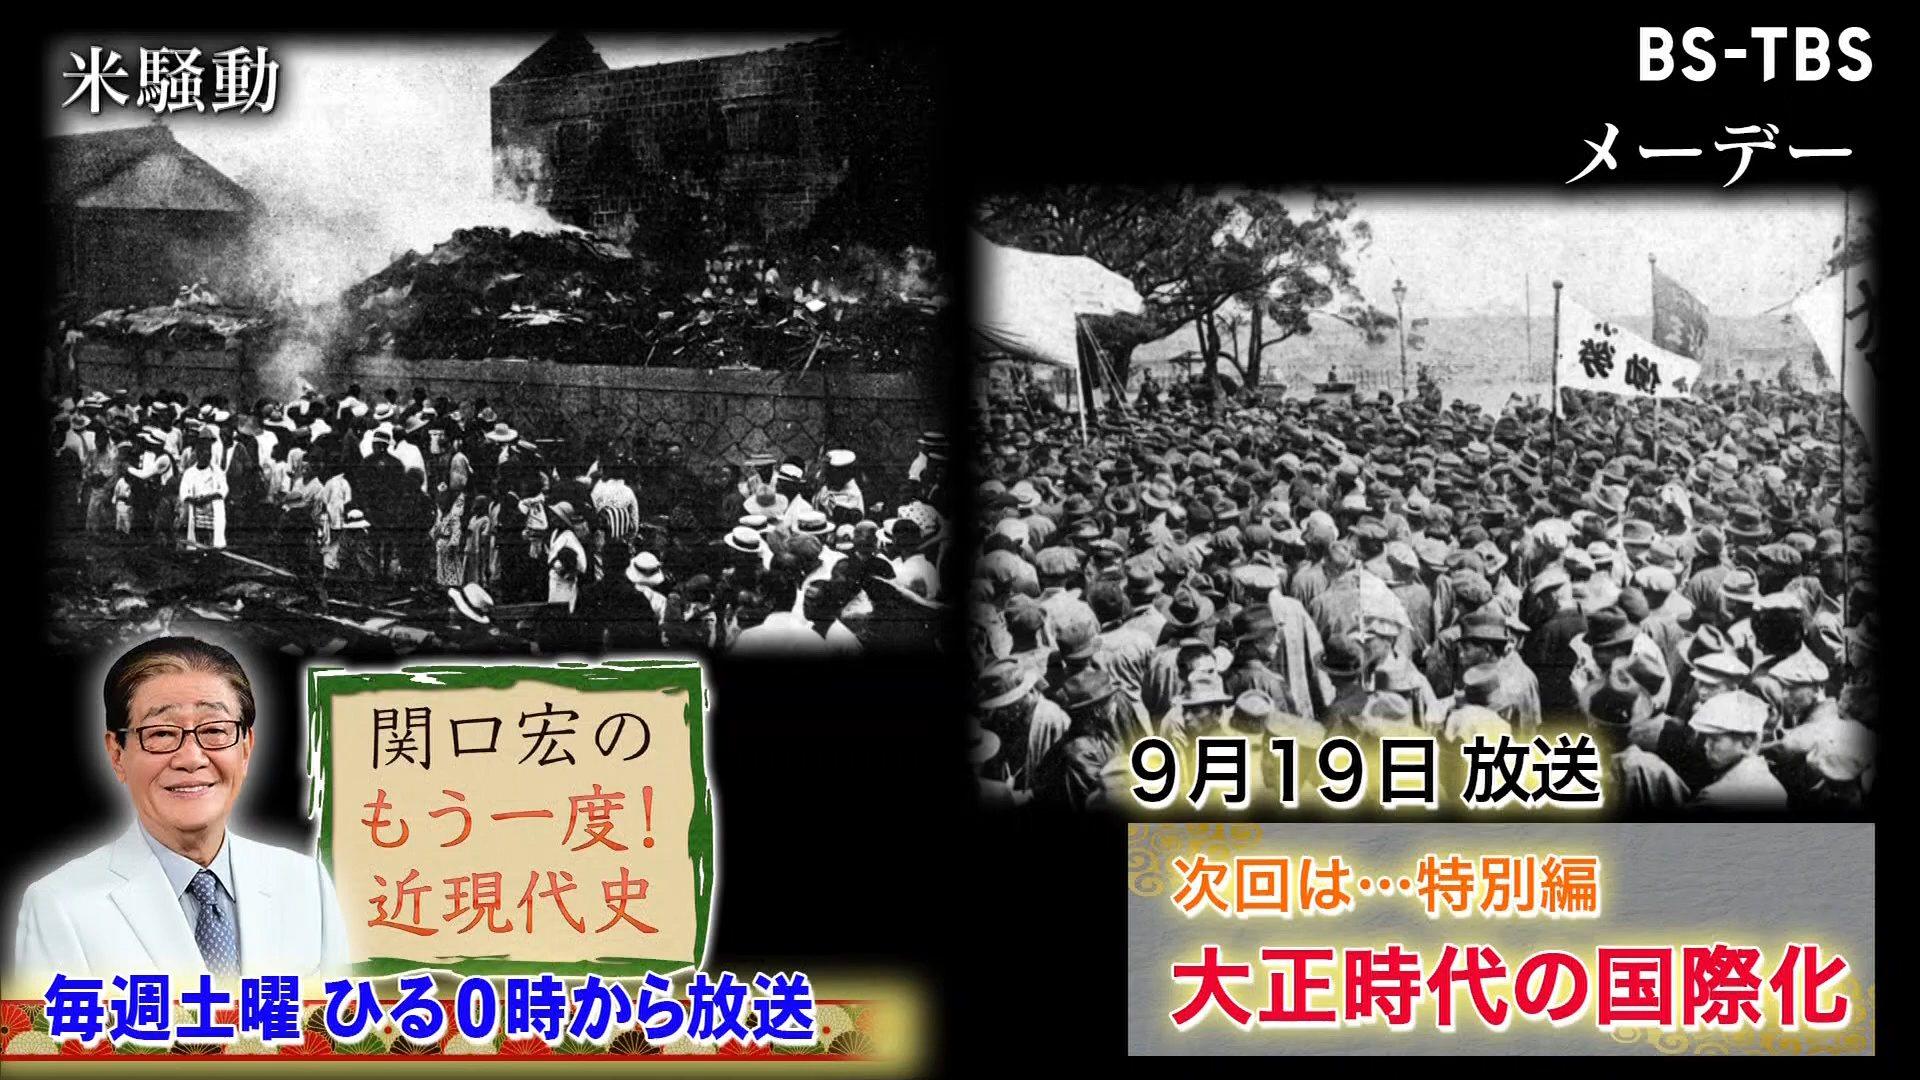 米騒動
BS-TBS
メーデー
関口宏の
もう一度!
近現代史
毎週土曜 ひる0時から放送
9月19日 放送
次回は…特別編
大正時代の国際化